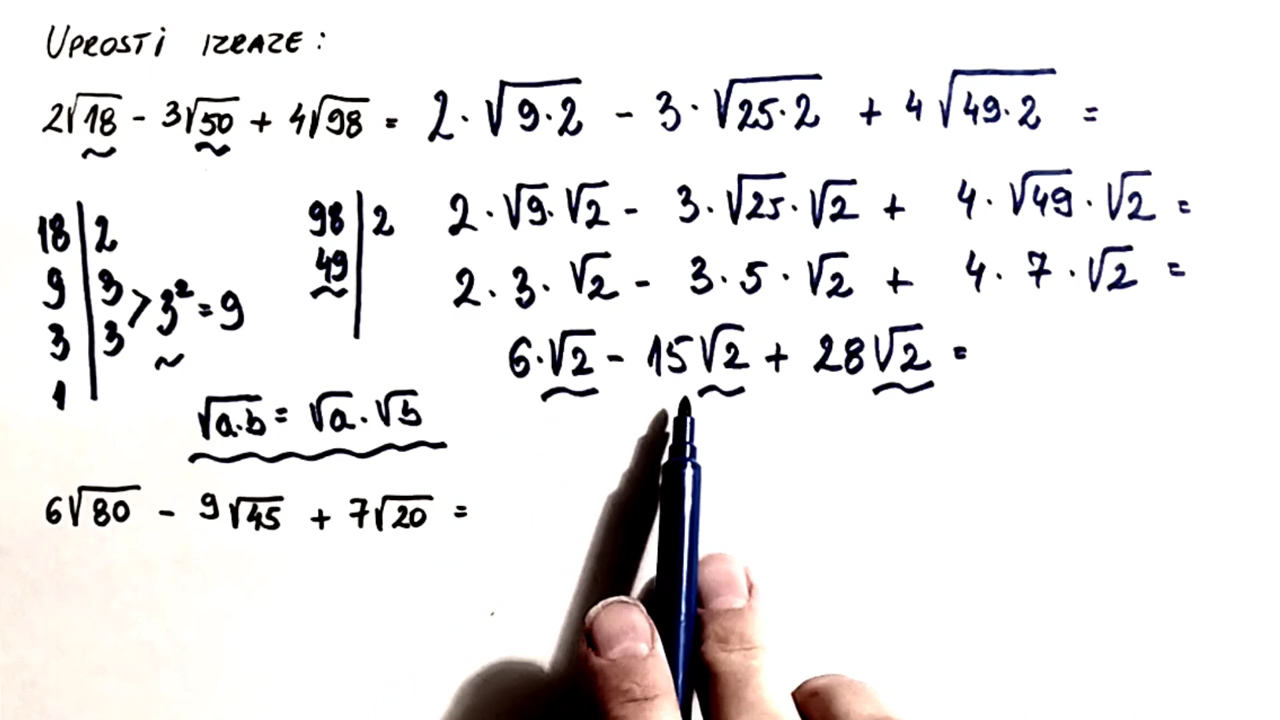 UPROSTI IZRAZE:
2√18 - 3√50 + 4√98 = 2·√9·2 - 3·√25·2 + 4√49·2 =
2·√9·√2 - 3·√25·√2 + 4·√49·√2 =
2·3·√2 - 3·5·√2 + 4·7·√2 =
6·√2 - 15√2 + 28√2 =
18 | 2
9 | 3
3 | 3
1
> 3² = 9
98 | 2
49
√a·b = √a·√b
6√80 - 9√45 + 7√20 =